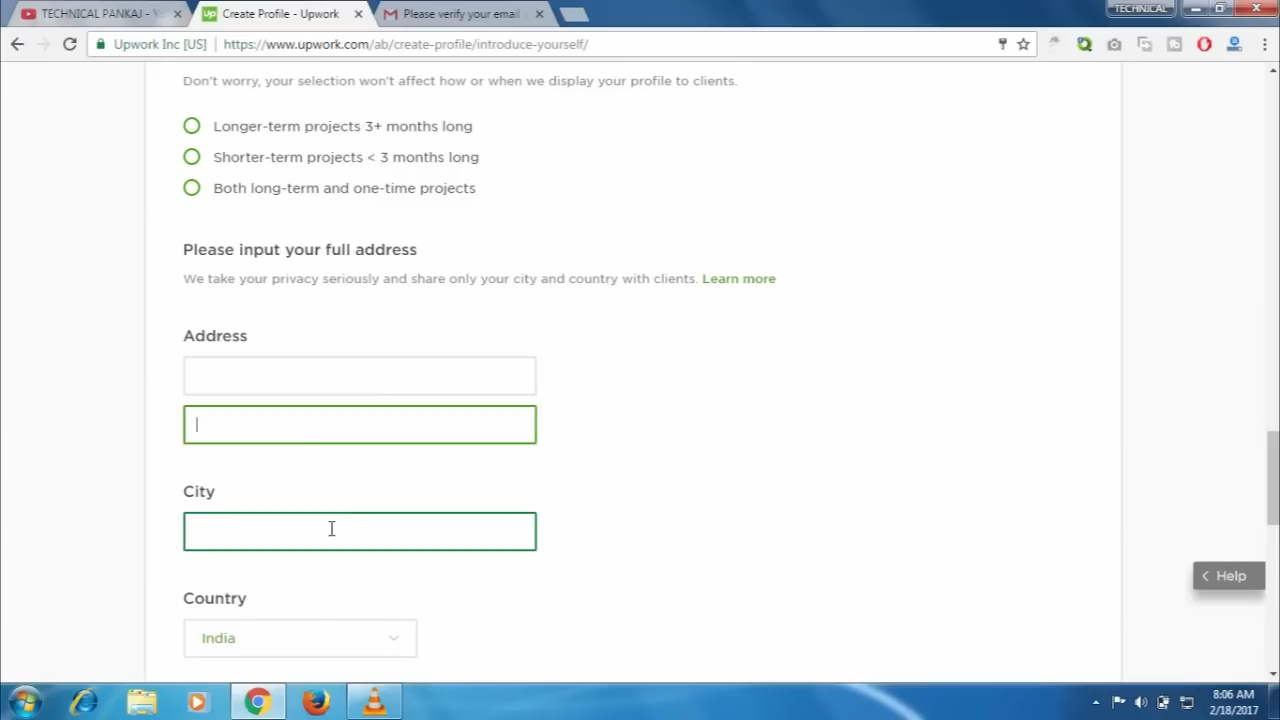 TECHNICAL PANKAJ - Y
Create Profile - Upwork
Please verify your email
TECHNICAL
Upwork Inc [US]
https://www.upwork.com/ab/create-profile/introduce-yourself/
Don't worry, your selection won't affect how or when we display your profile to clients.
Longer-term projects 3+ months long
Shorter-term projects < 3 months long
Both long-term and one-time projects
Please input your full address
We take your privacy seriously and share only your city and country with clients. Learn more
Address
City
Help
Country
India
8:06 AM
2/18/2017